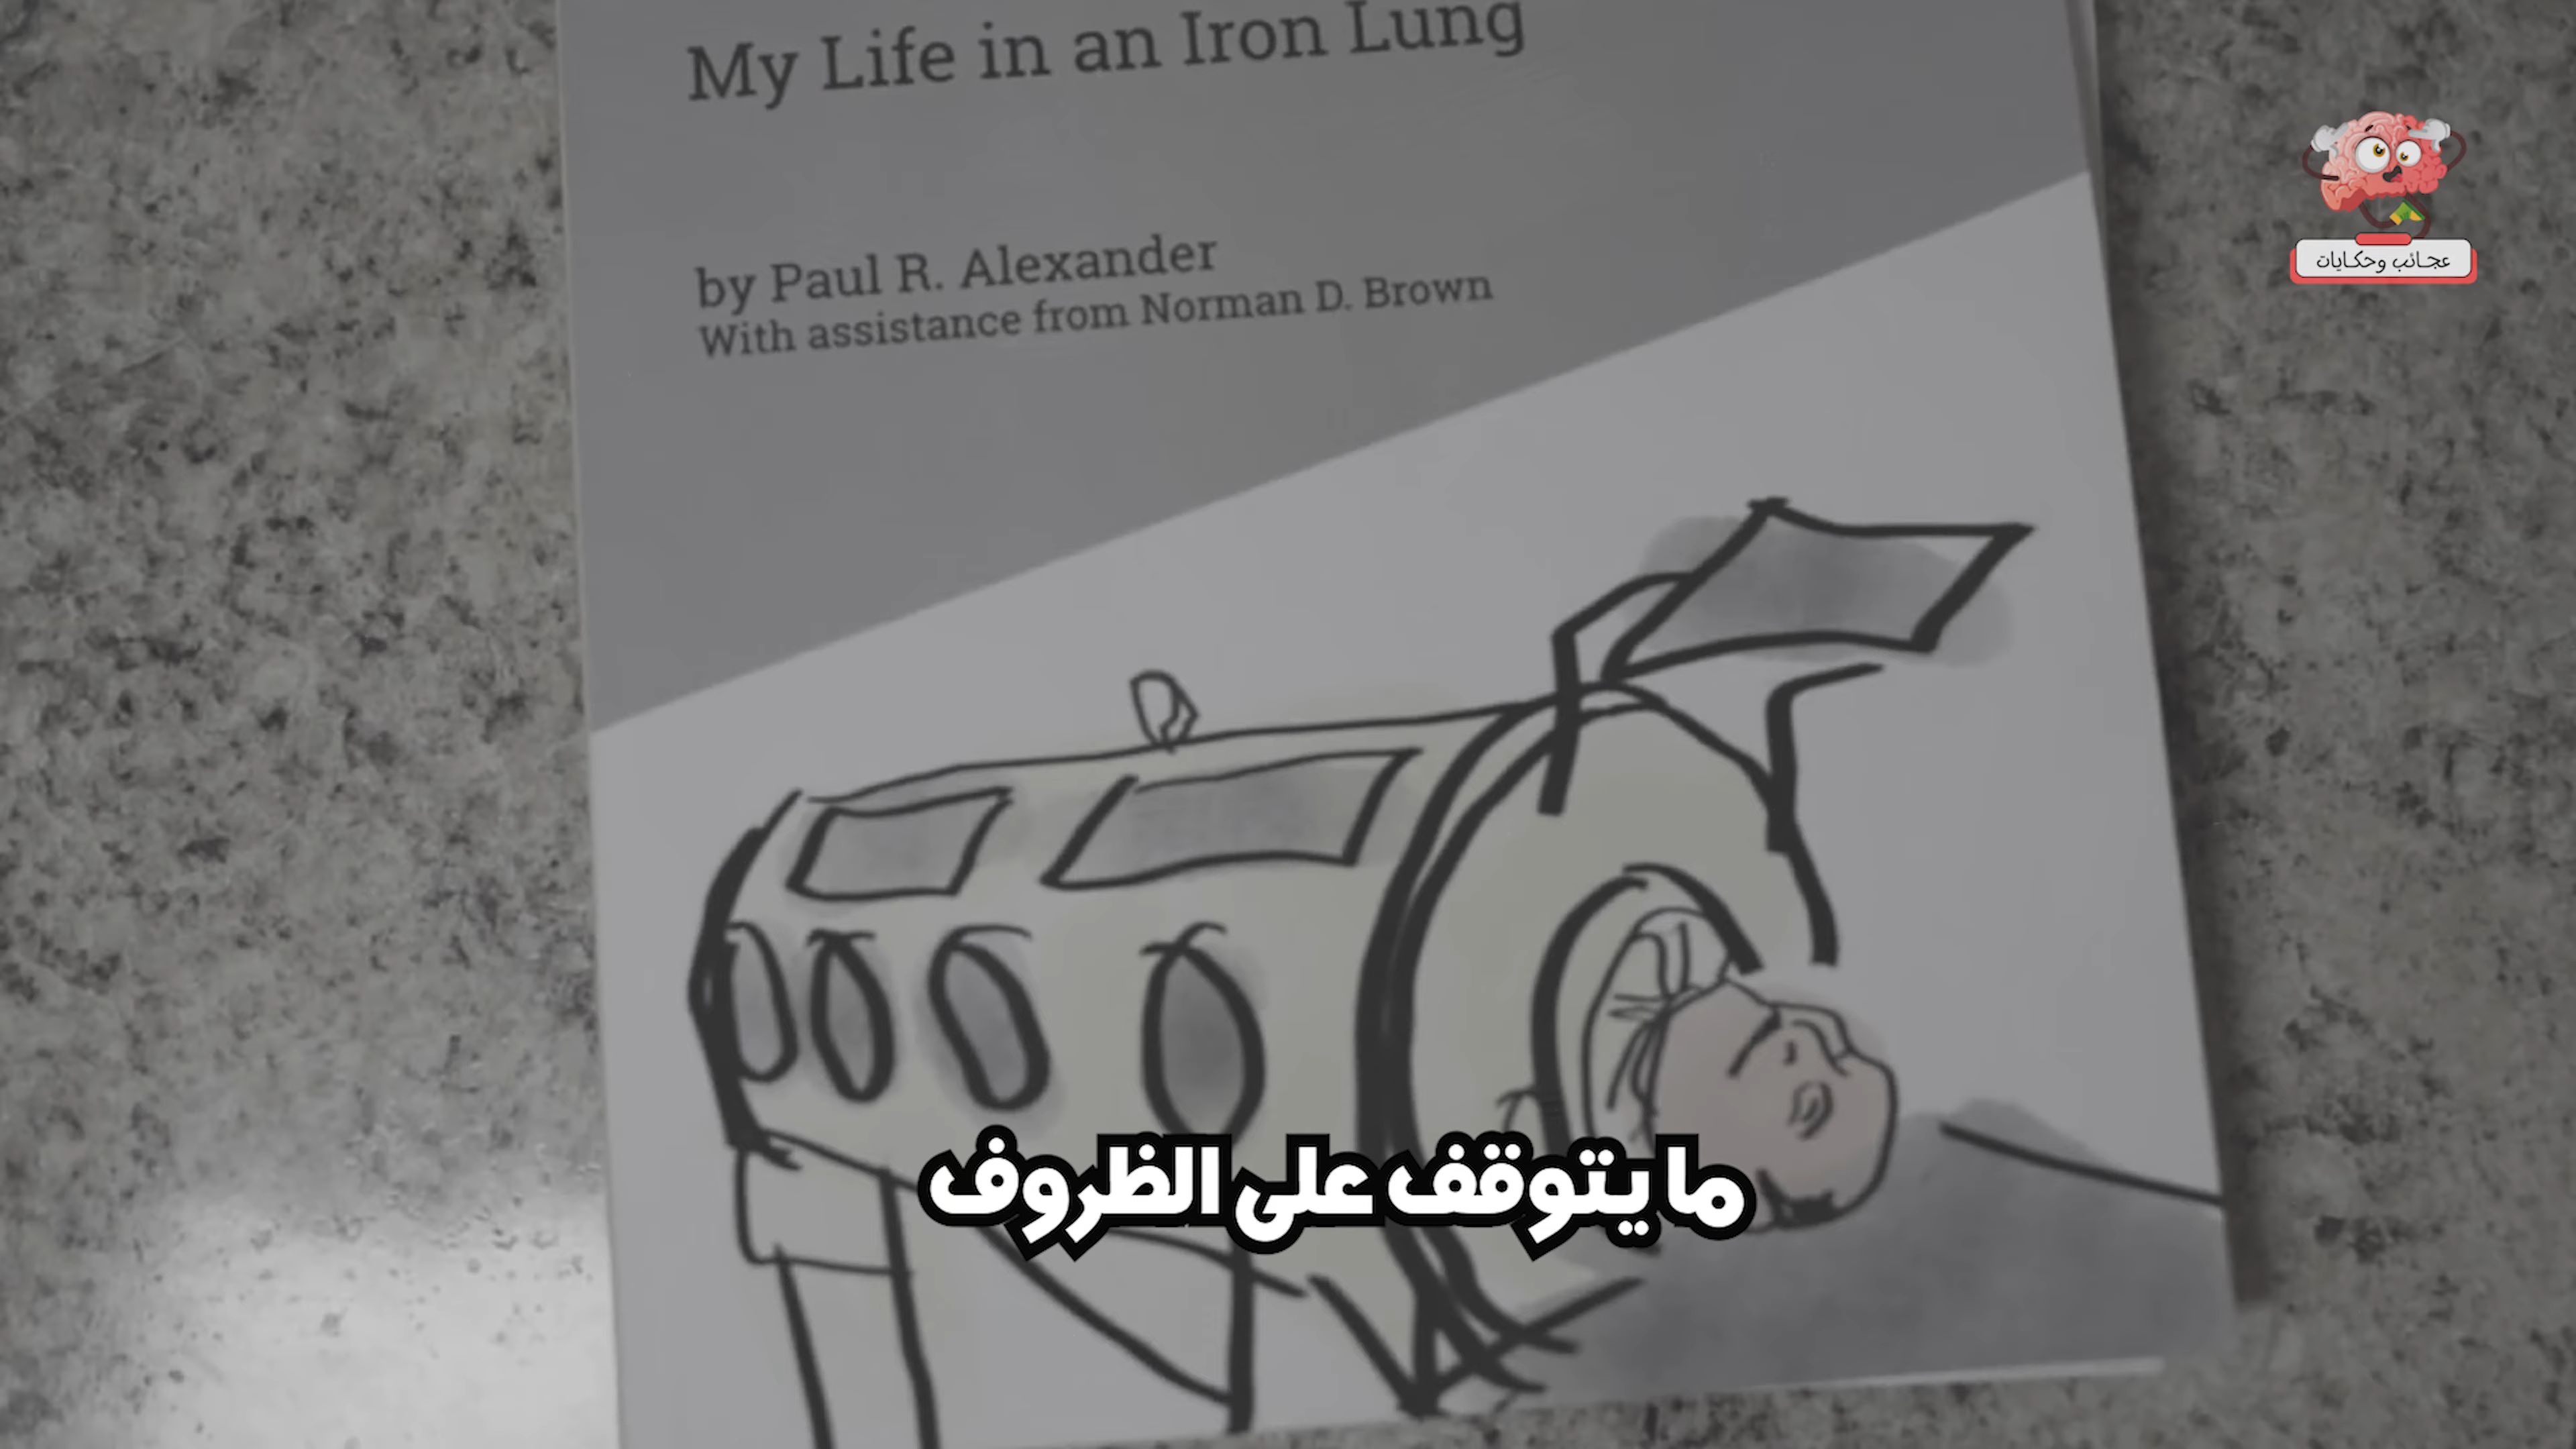 My Life in an Iron Lung
by Paul R. Alexander
With assistance from Norman D. Brown
عجائب وحكايات
ما يتوقف على الظروف